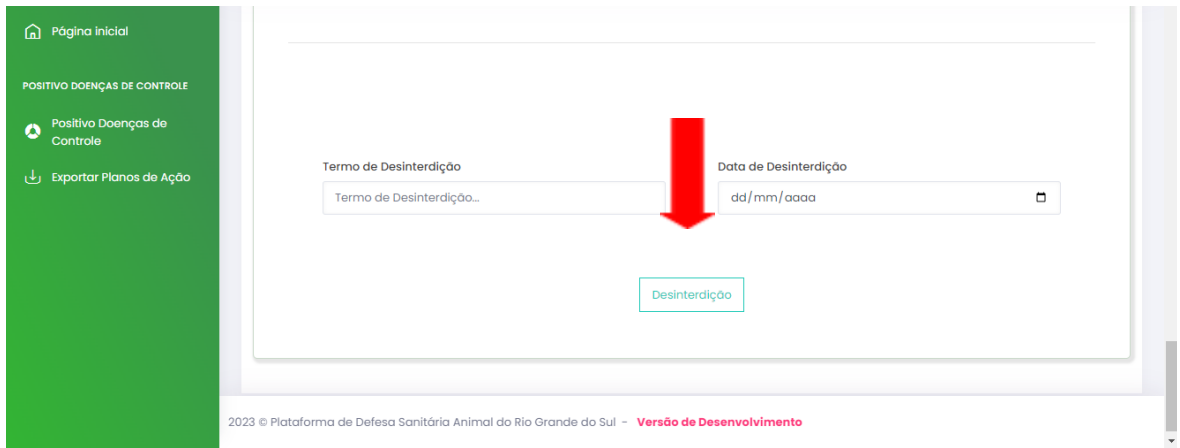 Página inicial
POSITIVO DOENÇAS DE CONTROLE
Positivo Doenças de
Controle
Exportar Planos de Ação
Termo de Desinterdição
Termo de Desinterdição...
Data de Desinterdição
dd/mm/aaaa
Desinterdição
2023 © Plataforma de Defesa Sanitária Animal do Rio Grande do Sul - Versão de Desenvolvimento